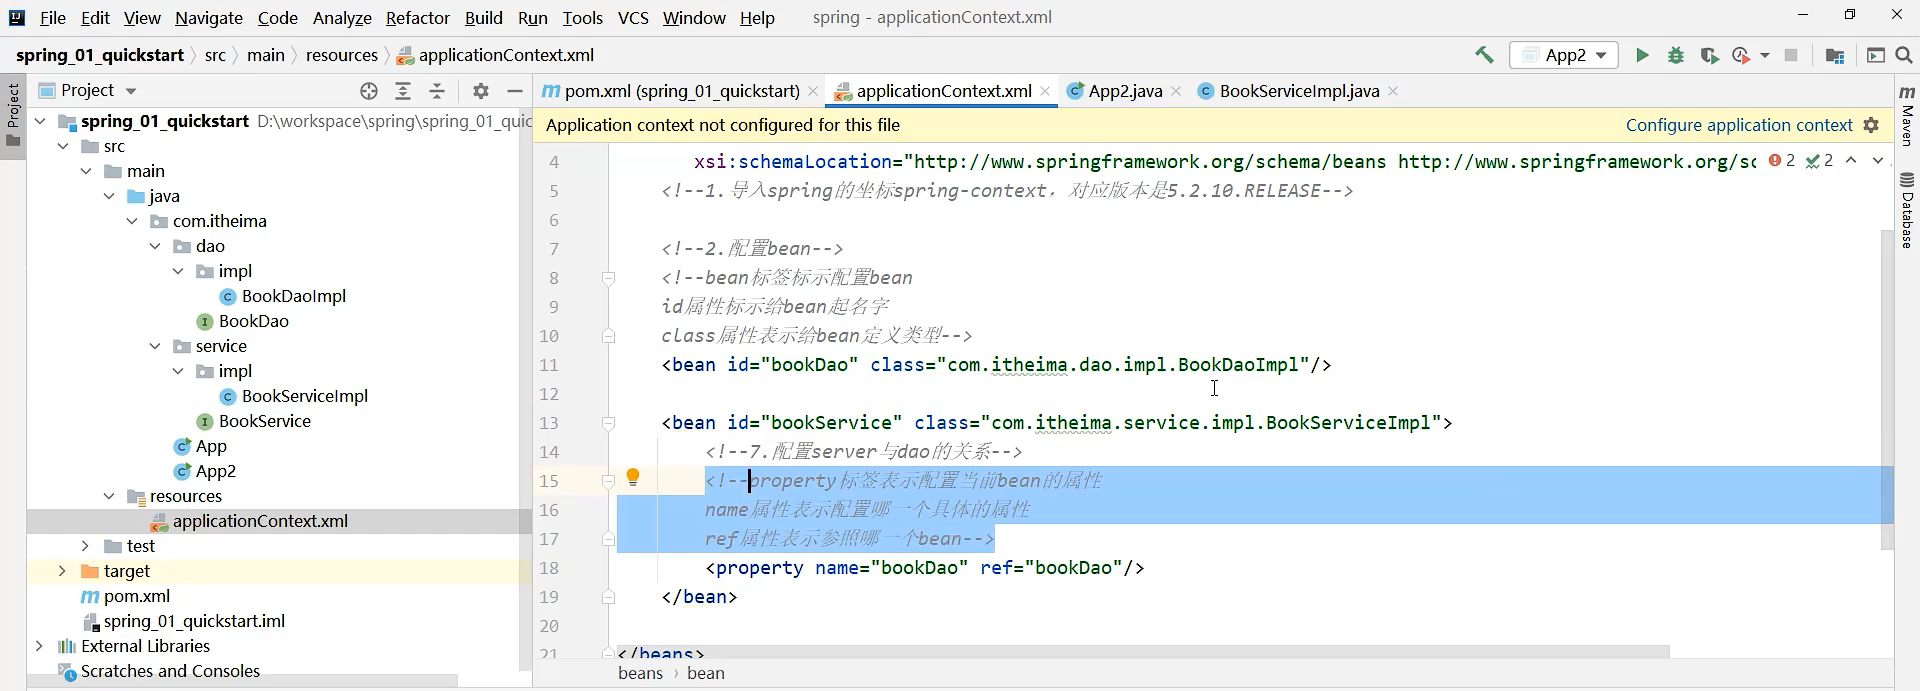 File Edit View Navigate Code Analyze Refactor Build Run Tools VCS Window Help spring - applicationContext.xml
spring_01_quickstart src main resources applicationContext.xml App2
Project
Project
pom.xml (spring_01_quickstart) applicationContext.xml App2.java BookServiceImpl.java
Maven
Database
spring_01_quickstart D:\workspace\spring\spring_01_quic
src
main
java
com.itheima
dao
impl
BookDaoImpl
BookDao
service
impl
BookServiceImpl
BookService
App
App2
resources
applicationContext.xml
test
target
pom.xml
spring_01_quickstart.iml
External Libraries
Scratches and Consoles
Application context not configured for this file Configure application context
4 xsi:schemaLocation="http://www.springframework.org/schema/beans http://www.springframework.org/sc 2 2
5 <!--1.导入spring的坐标spring-context，对应版本是5.2.10.RELEASE-->
6
7 <!--2.配置bean-->
8 <!--bean标签标示配置bean
9 id属性标示给bean起名字
10 class属性表示给bean定义类型-->
11 <bean id="bookDao" class="com.itheima.dao.impl.BookDaoImpl"/>
12
13 <bean id="bookService" class="com.itheima.service.impl.BookServiceImpl">
14 <!--7.配置server与dao的关系-->
15 <!--property标签表示配置当前bean的属性
16 name属性表示配置哪一个具体的属性
17 ref属性表示参照哪一个bean-->
18 <property name="bookDao" ref="bookDao"/>
19 </bean>
20
21 </beans>
beans bean